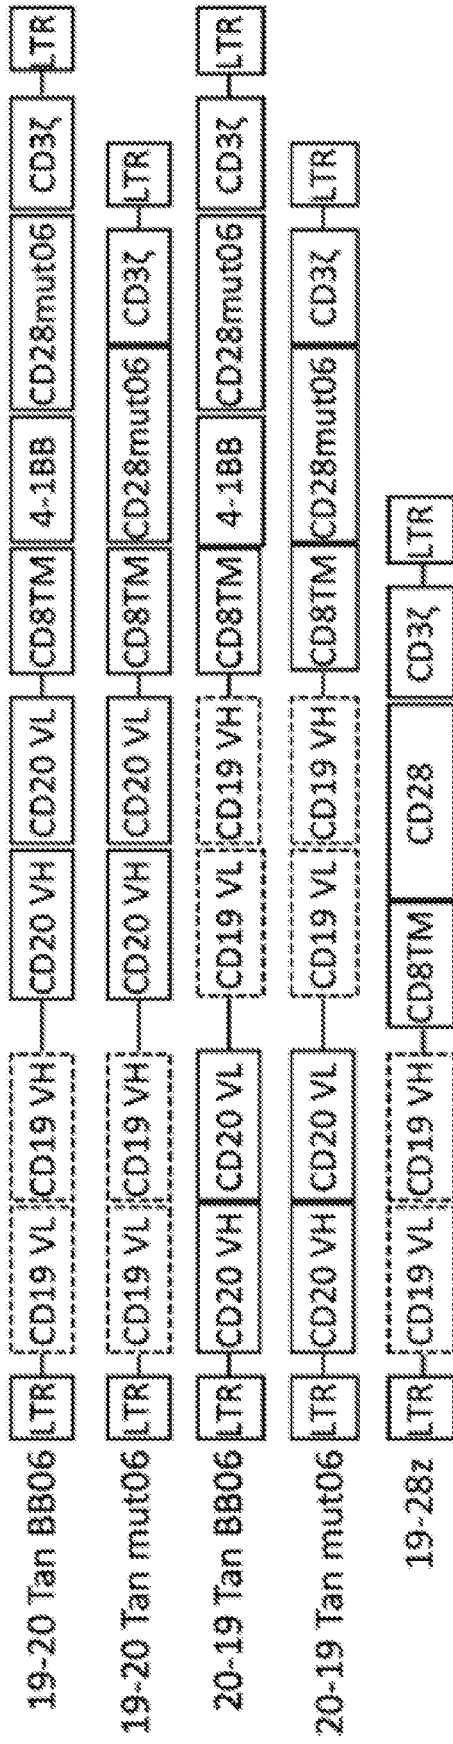 19-20 Tan BB06 LTR CD19 VL CD19 VH CD20 VH CD20 VL CD8TM 4-1BB CD28mut06 CD3ζ LTR
19-20 Tan mut06 LTR CD19 VL CD19 VH CD20 VH CD20 VL CD8TM CD28mut06 CD3ζ LTR
20-19 Tan BB06 LTR CD20 VH CD20 VL CD19 VL CD19 VH CD8TM 4-1BB CD28mut06 CD3ζ LTR
20-19 Tan mut06 LTR CD20 VH CD20 VL CD19 VL CD19 VH CD8TM CD28mut06 CD3ζ LTR
19-28z LTR CD19 VL CD19 VH CD8TM CD28 CD3ζ LTR